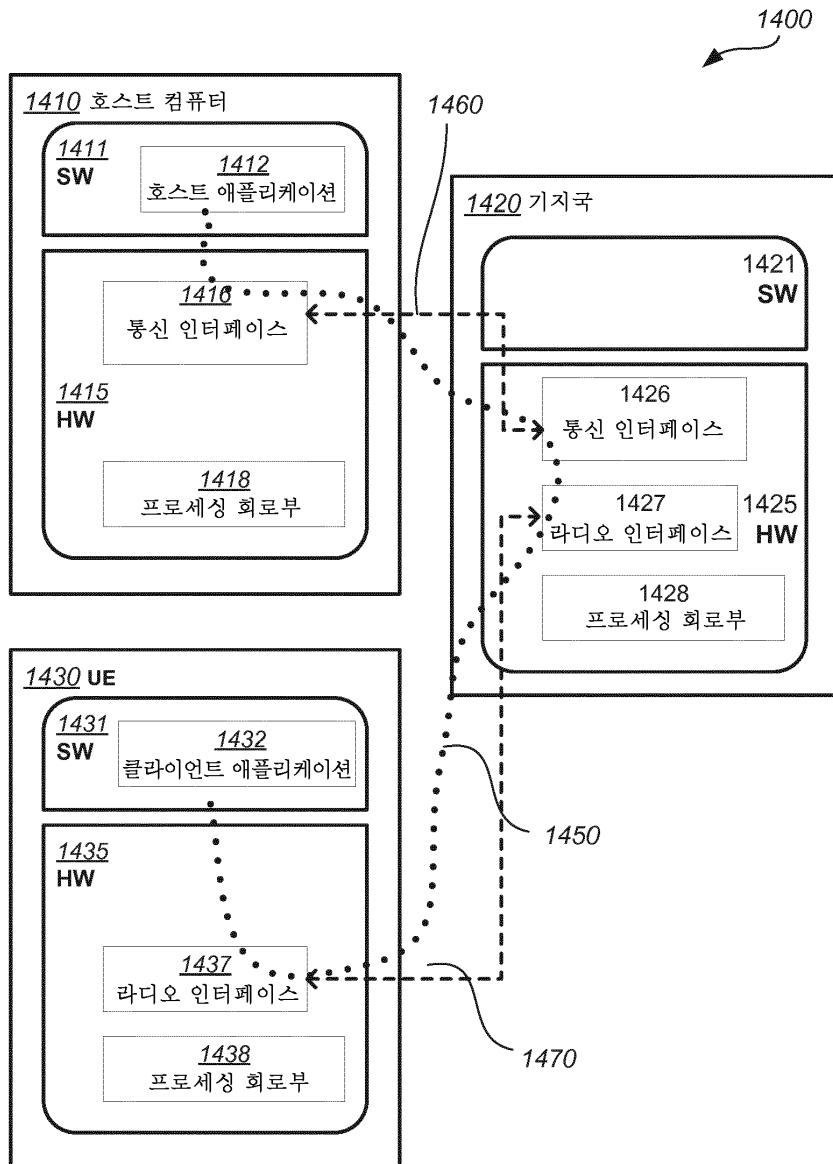 1400
1410 호스트 컴퓨터
1411
SW
1412
호스트 애플리케이션
1416
통신 인터페이스
1415
HW
1418
프로세싱 회로부
1460
1420 기지국
1421
SW
1426
통신 인터페이스
1427
라디오 인터페이스
1425
HW
1428
프로세싱 회로부
1430 UE
1431
SW
1432
클라이언트 애플리케이션
1435
HW
1437
라디오 인터페이스
1438
프로세싱 회로부
1450
1470